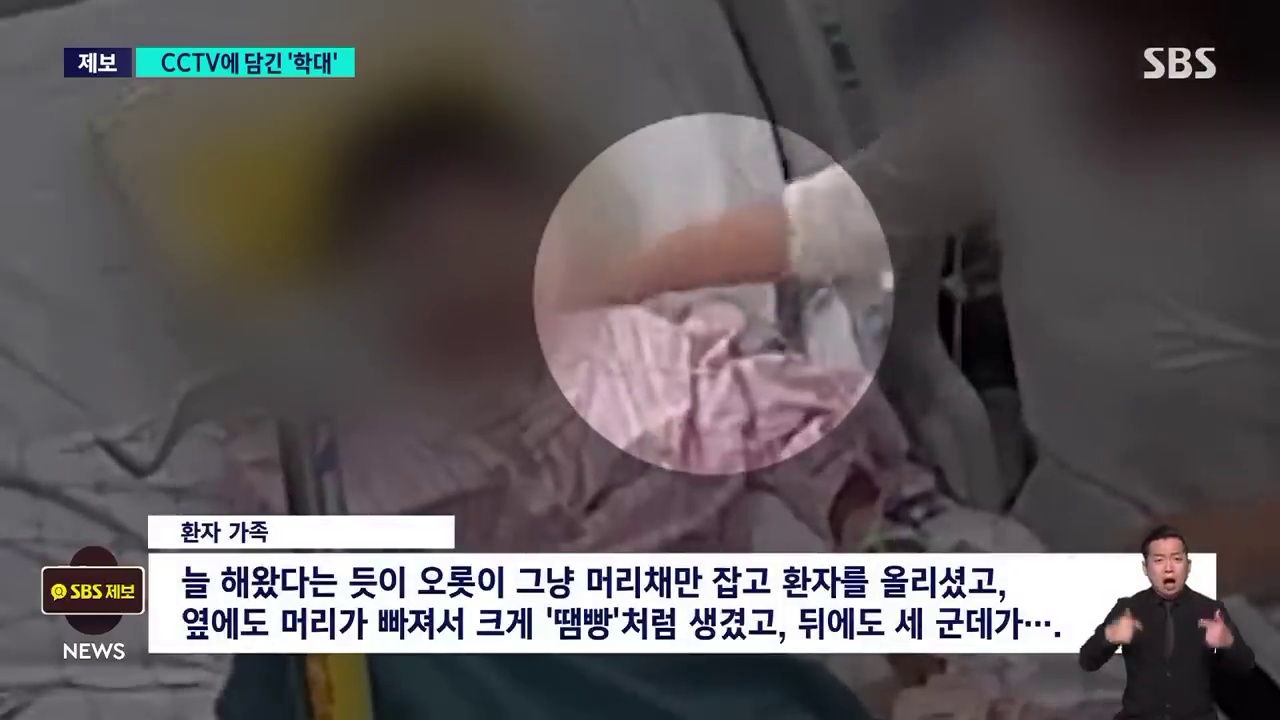 제보 CCTV에 담긴 '학대'
SBS
환자 가족
늘 해왔다는 듯이 오롯이 그냥 머리채만 잡고 환자를 올리셨고,
옆에도 머리가 빠져서 크게 '땜빵'처럼 생겼고, 뒤에도 세 군데가….
SBS 제보
NEWS